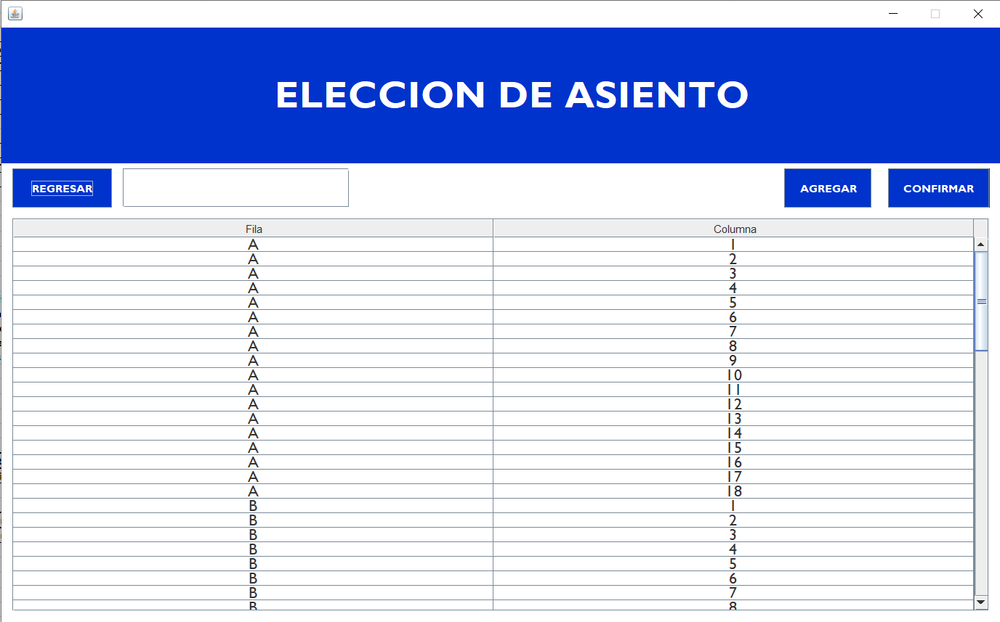 ELECCION DE ASIENTO
REGRESAR AGREGAR CONFIRMAR
Fila Columna
A 1
A 2
A 3
A 4
A 5
A 6
A 7
A 8
A 9
A 10
A 11
A 12
A 13
A 14
A 15
A 16
A 17
A 18
B 1
B 2
B 3
B 4
B 5
B 6
B 7
B 8